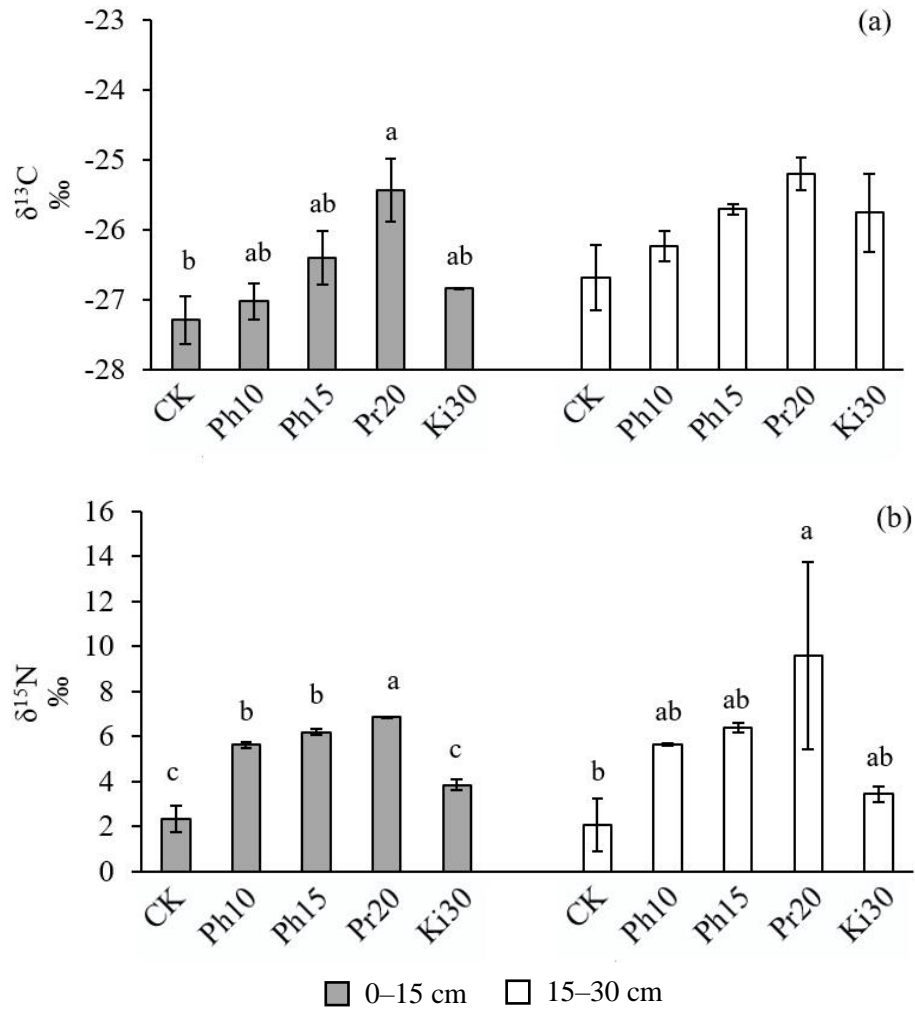 (a)
-23
-24
-25
-26
-27
-28
δ¹³C
‰
b
ab
ab
a
ab
CK
Ph10
Ph15
Pr20
Ki30
CK
Ph10
Ph15
Pr20
Ki30
(b)
16
14
12
10
8
6
4
2
0
δ¹⁵N
‰
c
b
b
a
c
b
ab
ab
a
ab
CK
Ph10
Ph15
Pr20
Ki30
CK
Ph10
Ph15
Pr20
Ki30
0–15 cm
15–30 cm